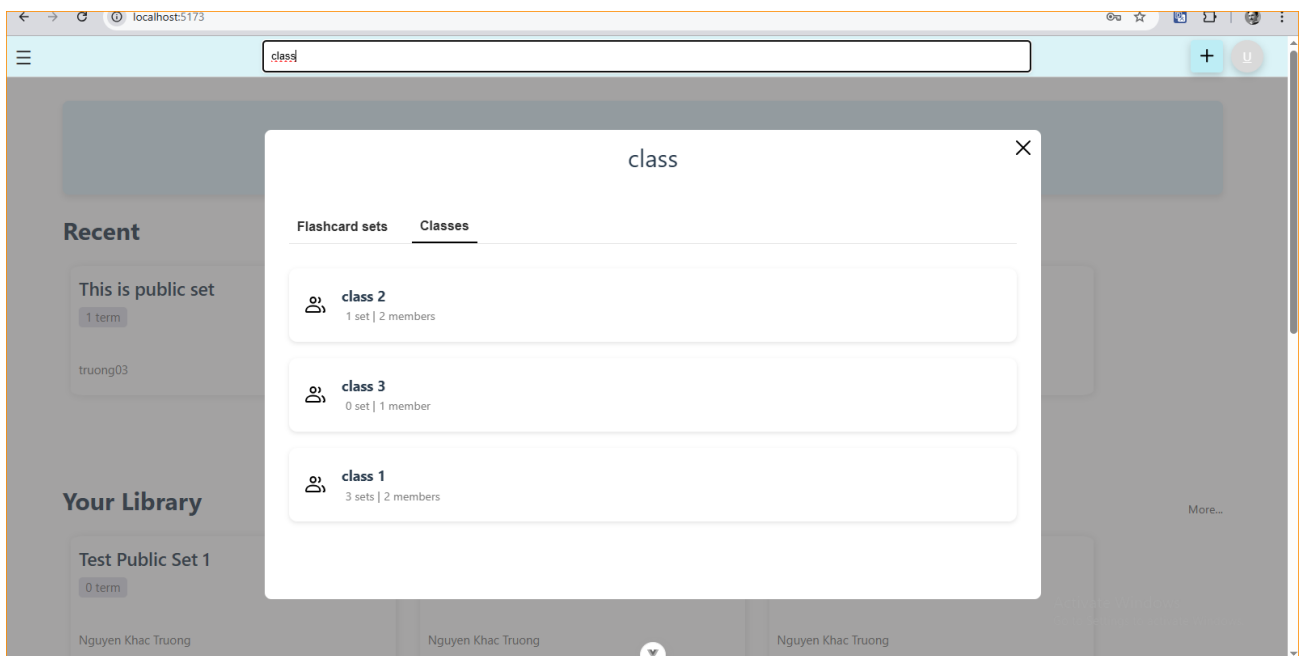 localhost:5173
class
U
class
Flashcard sets Classes
class 2
1 set | 2 members
class 3
0 set | 1 member
class 1
3 sets | 2 members
Recent
This is public set
1 term
truong03
Your Library
More...
Test Public Set 1
0 term
Nguyen Khac Truong Nguyen Khac Truong Nguyen Khac Truong